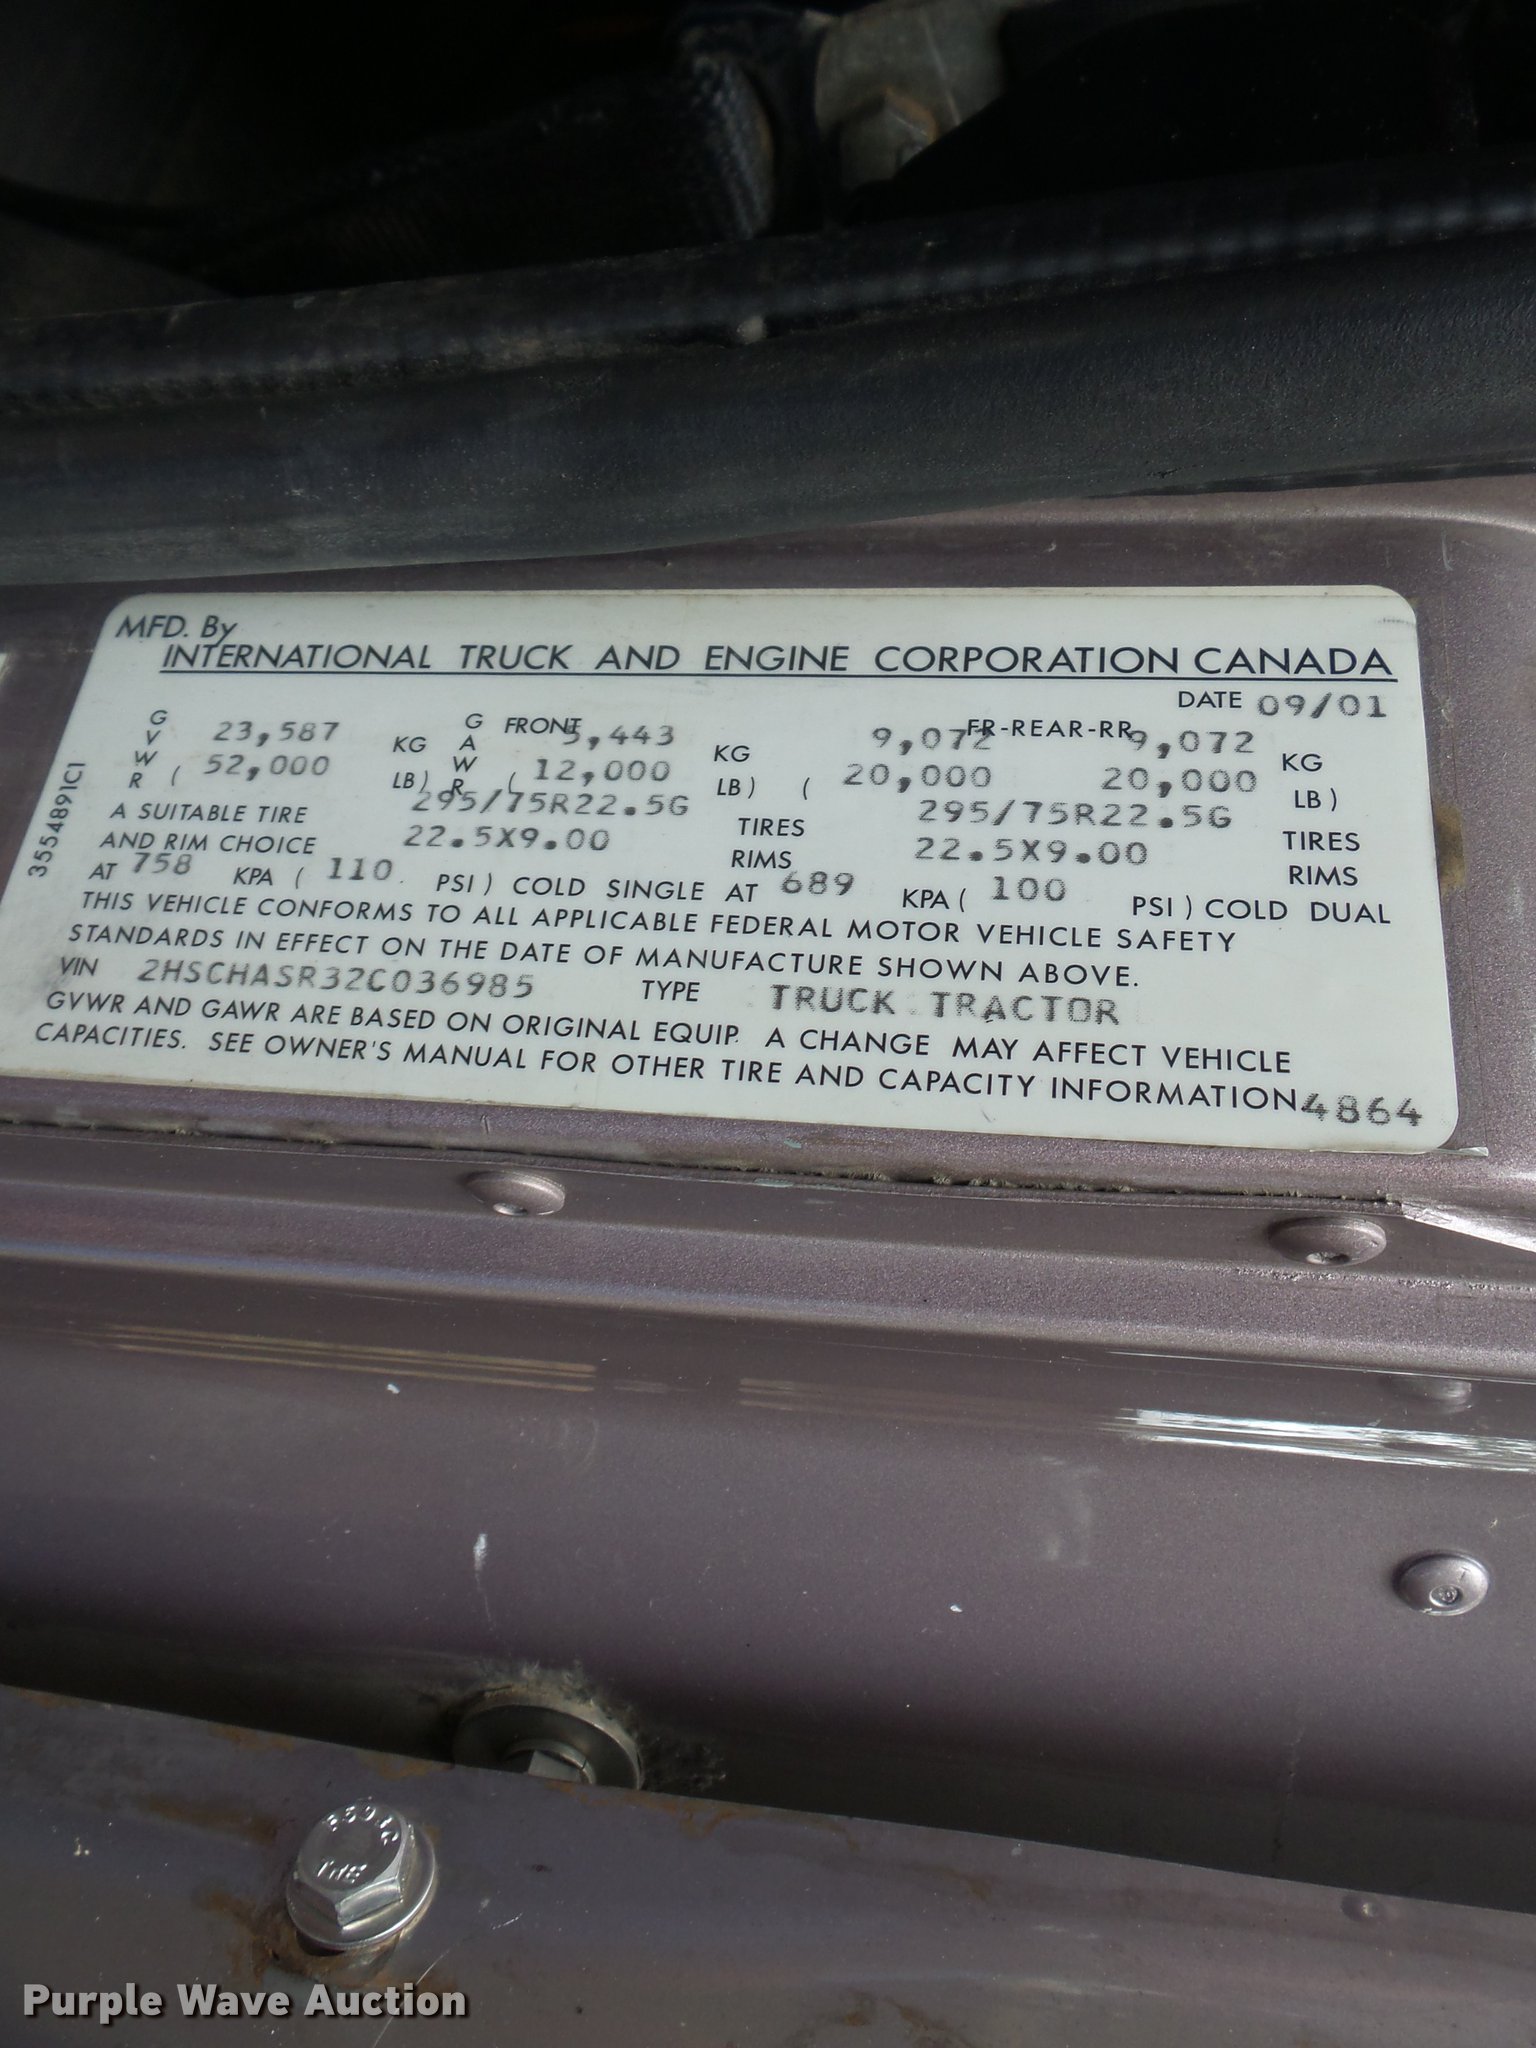 MFD. By
INTERNATIONAL TRUCK AND ENGINE CORPORATION CANADA
DATE 09/01
GVWR 23,587 KG GAWR FRONT 5,443 KG 9,072 FR-REAR-RR 9,072 KG
( 52,000 LB) ( 12,000 LB) ( 20,000 20,000 LB)
A SUITABLE TIRE 295/75R22.5G TIRES 295/75R22.5G TIRES
AND RIM CHOICE 22.5X9.00 RIMS 22.5X9.00 RIMS
AT 758 KPA ( 110 PSI ) COLD SINGLE AT 689 KPA ( 100 PSI ) COLD DUAL
THIS VEHICLE CONFORMS TO ALL APPLICABLE FEDERAL MOTOR VEHICLE SAFETY
STANDARDS IN EFFECT ON THE DATE OF MANUFACTURE SHOWN ABOVE.
VIN 2HSCHASR32C036985 TYPE TRUCK TRACTOR
GVWR AND GAWR ARE BASED ON ORIGINAL EQUIP. A CHANGE MAY AFFECT VEHICLE
CAPACITIES. SEE OWNER'S MANUAL FOR OTHER TIRE AND CAPACITY INFORMATION 4864
3554891C1
Purple Wave Auction